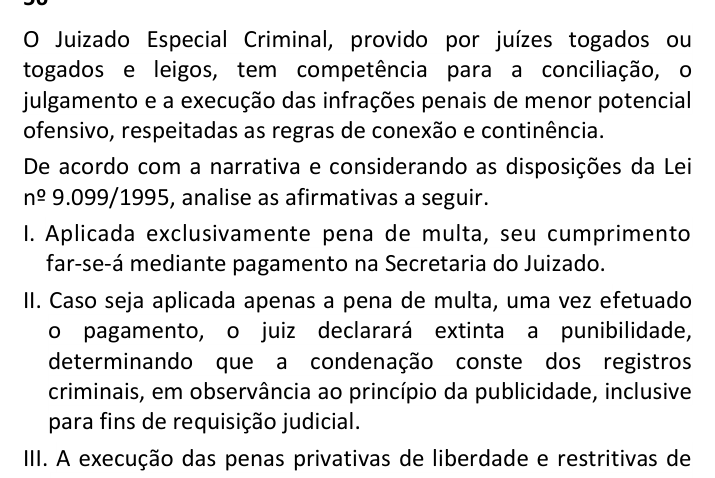 O Juizado Especial Criminal, provido por juízes togados ou
togados e leigos, tem competência para a conciliação, o
julgamento e a execução das infrações penais de menor potencial
ofensivo, respeitadas as regras de conexão e continência.
De acordo com a narrativa e considerando as disposições da Lei
nº 9.099/1995, analise as afirmativas a seguir.
I. Aplicada exclusivamente pena de multa, seu cumprimento
far-se-á mediante pagamento na Secretaria do Juizado.
II. Caso seja aplicada apenas a pena de multa, uma vez efetuado
o pagamento, o juiz declarará extinta a punibilidade,
determinando que a condenação conste dos registros
criminais, em observância ao princípio da publicidade, inclusive
para fins de requisição judicial.
III. A execução das penas privativas de liberdade e restritivas de